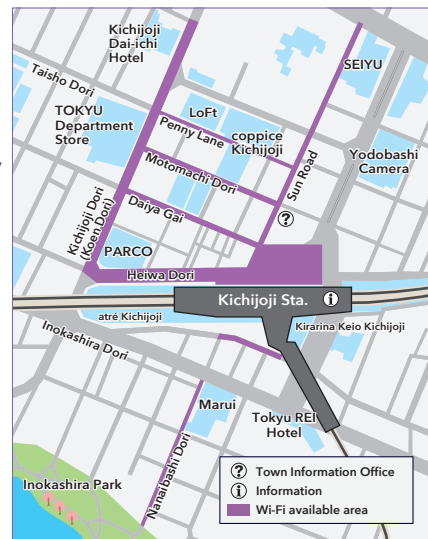 Kichijoji
Dai-ichi
Hotel
SEIYU
Taisho Dori
LoFt
TOKYU
Department
Store
Penny Lane
coppice
Kichijoji
Sun Road
Yodobashi
Camera
Motomachi Dori
Kichijoji Dori
(Koen Dori)
Daiya Gai
?
PARCO
Heiwa Dori
Kichijoji Sta.
i
atré Kichijoji
Kirarina Keio Kichijoji
Inokashira Dori
Marui
Tokyu REI
Hotel
Nanaibashi Dori
Inokashira Park
? Town Information Office
i Information
Wi-Fi available area